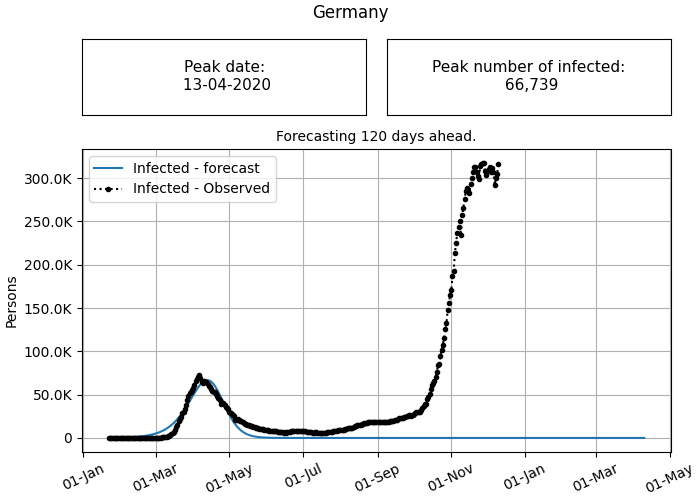 Germany
Peak date:
13-04-2020
Peak number of infected:
66,739
Forecasting 120 days ahead.
Infected - forecast
Infected - Observed
300.0K
250.0K
200.0K
150.0K
100.0K
50.0K
0
Persons
01-Jan
01-Mar
01-May
01-Jul
01-Sep
01-Nov
01-Jan
01-Mar
01-May